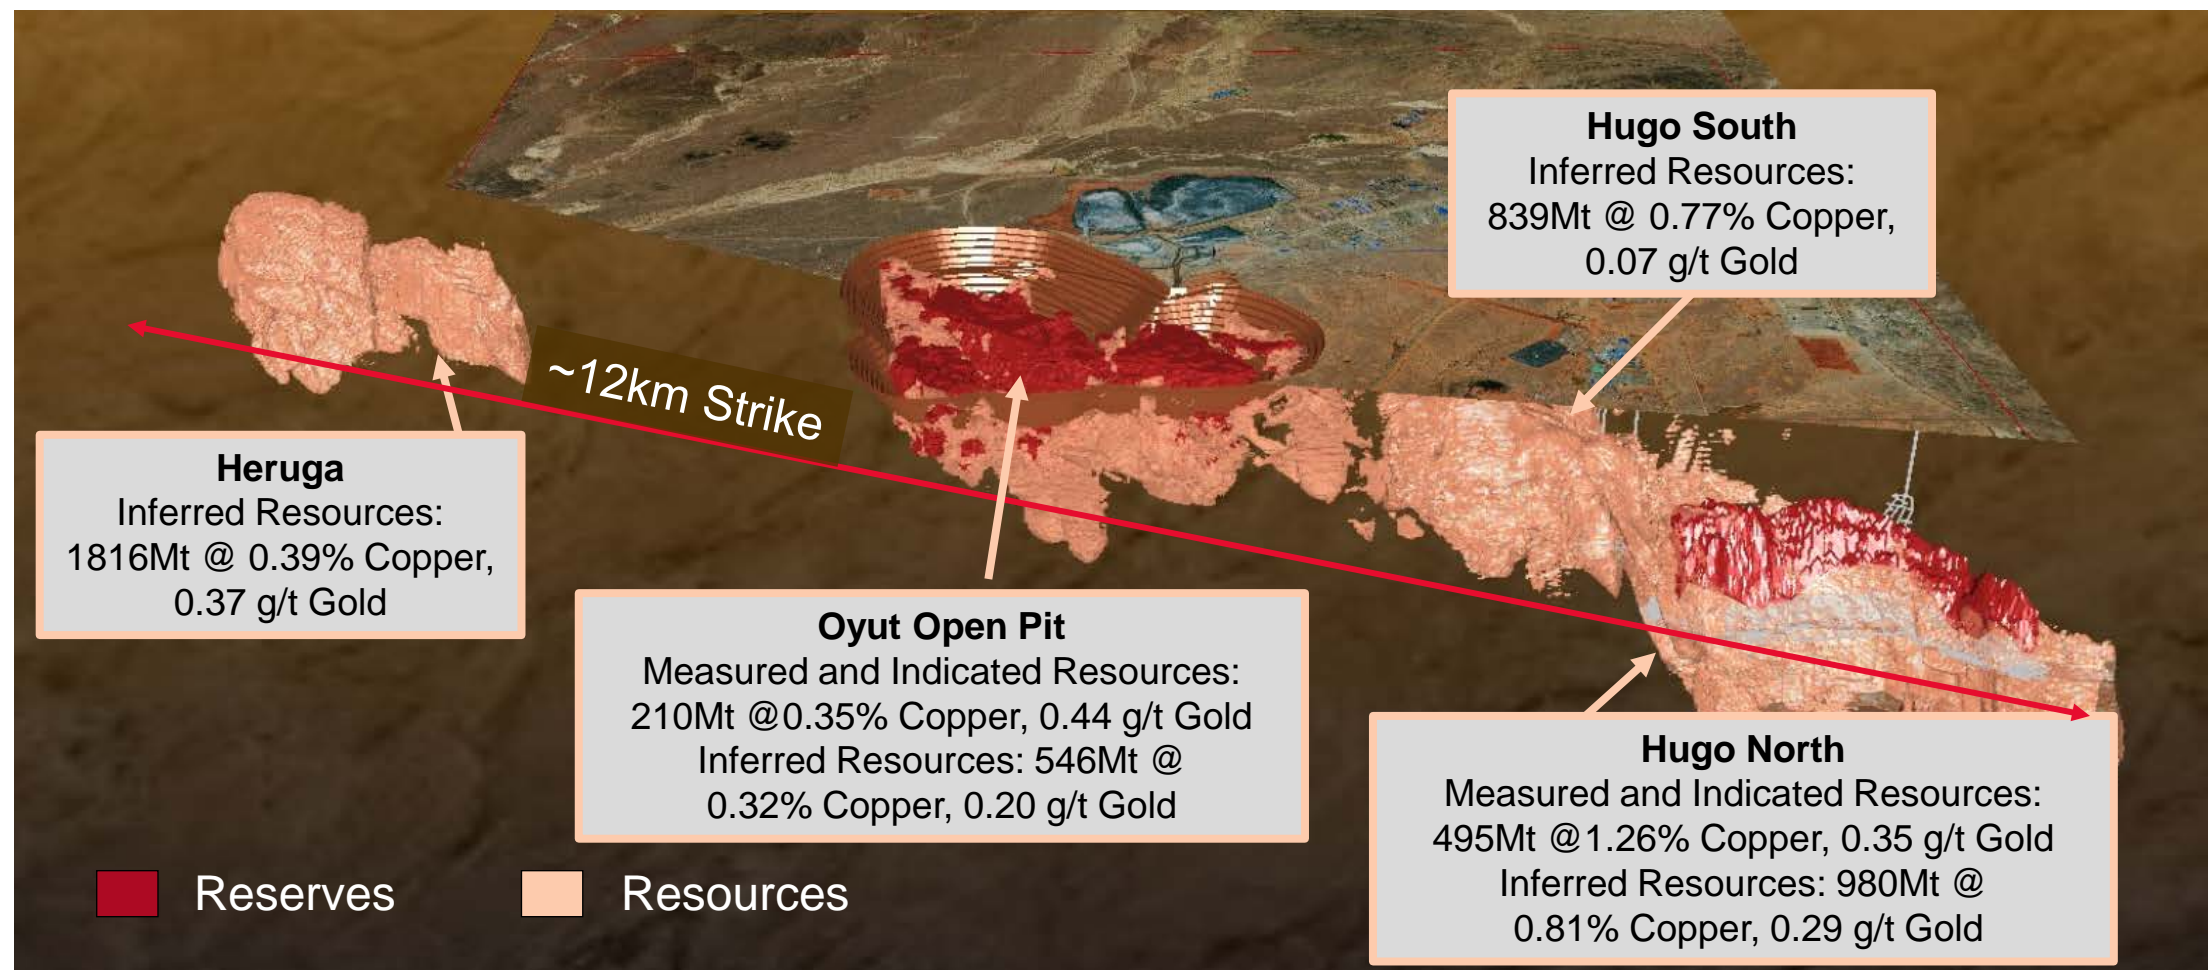 Hugo South
Inferred Resources:
839Mt @ 0.77% Copper,
0.07 g/t Gold
~12km Strike
Heruga
Inferred Resources:
1816Mt @ 0.39% Copper,
0.37 g/t Gold
Oyut Open Pit
Measured and Indicated Resources:
210Mt @0.35% Copper, 0.44 g/t Gold
Inferred Resources: 546Mt @
0.32% Copper, 0.20 g/t Gold
Hugo North
Measured and Indicated Resources:
495Mt @1.26% Copper, 0.35 g/t Gold
Inferred Resources: 980Mt @
0.81% Copper, 0.29 g/t Gold
Reserves
Resources